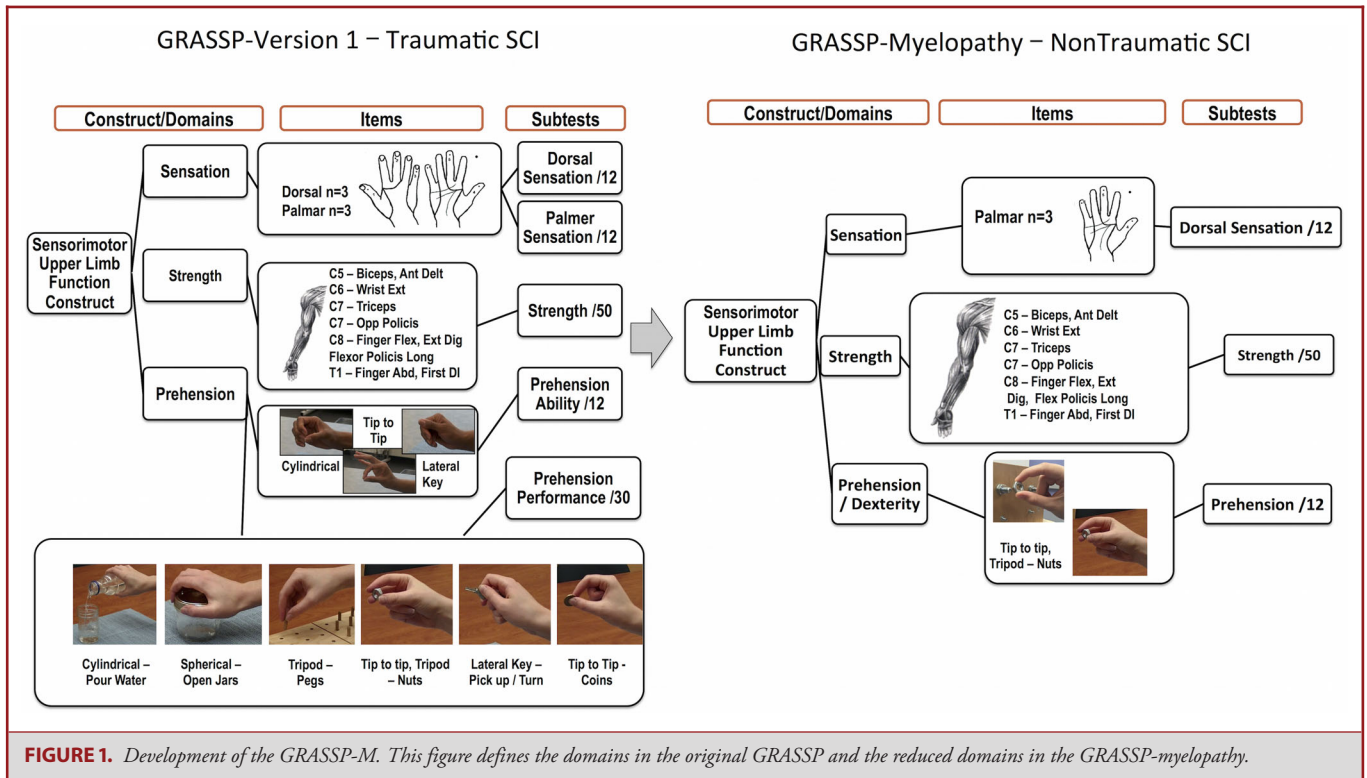 GRASSP-Version 1 – Traumatic SCI
Construct/Domains
Items
Subtests
Sensorimotor
Upper Limb
Function
Construct
Sensation
Dorsal n=3
Palmar n=3
Dorsal
Sensation /12
Palmer
Sensation /12
Strength
C5 – Biceps, Ant Delt
C6 – Wrist Ext
C7 – Triceps
C7 – Opp Policis
C8 – Finger Flex, Ext Dig
Flexor Policis Long
T1 – Finger Abd, First DI
Strength /50
Prehension
Tip to
Tip
Cylindrical
Lateral
Key
Prehension
Ability /12
Prehension
Performance /30
Cylindrical –
Pour Water
Spherical –
Open Jars
Tripod –
Pegs
Tip to tip, Tripod
– Nuts
Lateral Key –
Pick up / Turn
Tip to Tip -
Coins
GRASSP-Myelopathy – NonTraumatic SCI
Construct/Domains
Items
Subtests
Sensorimotor
Upper Limb
Function
Construct
Sensation
Palmar n=3
Dorsal Sensation /12
Strength
C5 – Biceps, Ant Delt
C6 – Wrist Ext
C7 – Triceps
C7 – Opp Policis
C8 – Finger Flex, Ext
Dig, Flex Policis Long
T1 – Finger Abd, First DI
Strength /50
Prehension
/ Dexterity
Tip to tip,
Tripod – Nuts
Prehension /12
FIGURE 1. Development of the GRASSP-M. This figure defines the domains in the original GRASSP and the reduced domains in the GRASSP-myelopathy.